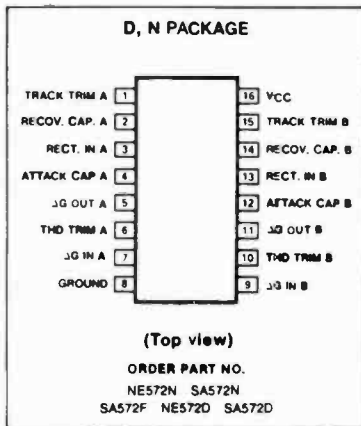 D, N PACKAGE
TRACK TRIM A 1 16 VCC
RECOV. CAP. A 2 15 TRACK TRIM B
RECT. IN A 3 14 RECOV. CAP. B
ATTACK CAP A 4 13 RECT. IN B
ΔG OUT A 5 12 ATTACK CAP B
THD TRIM A 6 11 ΔG OUT B
ΔG IN A 7 10 THD TRIM B
GROUND 8 9 ΔG IN B
(Top view)
ORDER PART NO.
NE572N SA572N
SA572F NE572D SA572D